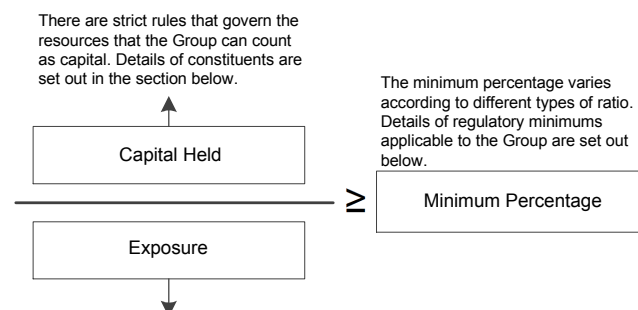 There are strict rules that govern the
resources that the Group can count
as capital. Details of constituents are
set out in the section below.
The minimum percentage varies
according to different types of ratio.
Details of regulatory minimums
applicable to the Group are set out
below.
Capital Held
≥
Minimum Percentage
Exposure